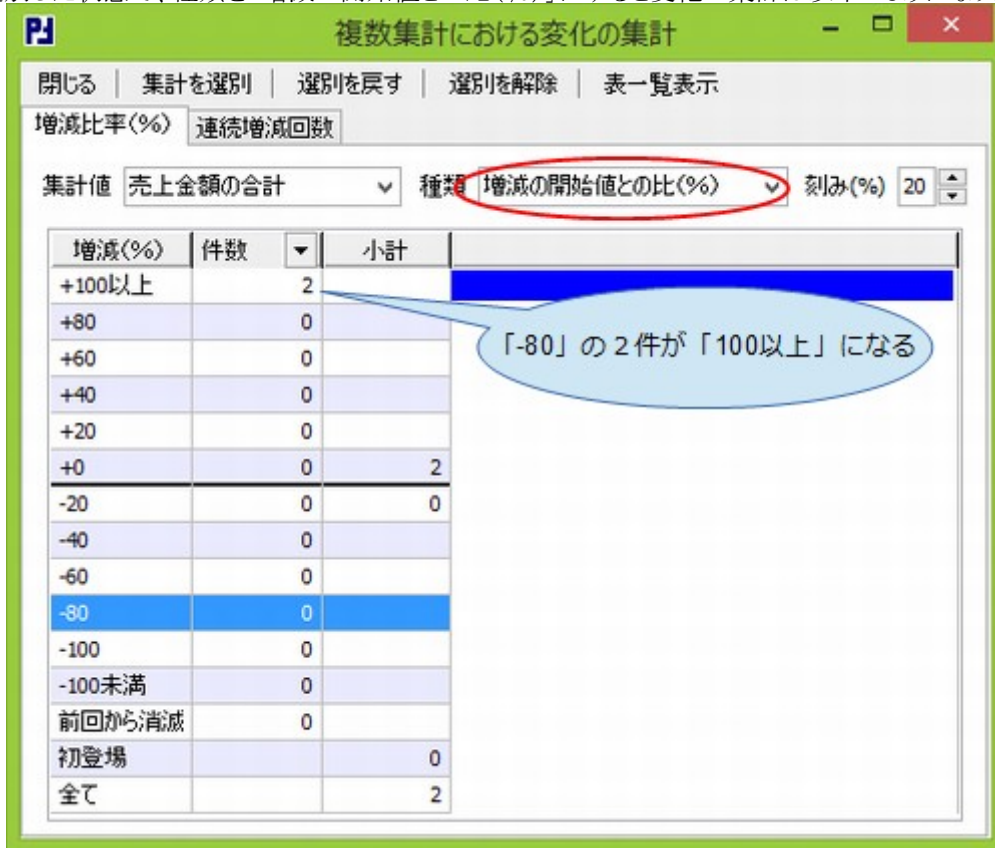 複数集計における変化の集計
閉じる | 集計を選別 | 選別を戻す | 選別を解除 | 表一覧表示
増減比率(%) 連続増減回数
集計値 売上金額の合計 種類 増減の開始値との比(%) 刻み(%) 20
増減(%) 件数 小計
+100以上 2
+80 0
+60 0
+40 0
+20 0
+0 0 2
-20 0 0
-40 0
-60 0
-80 0
-100 0
-100未満 0
前回から消滅 0
初登場 0
全て 2
「-80」の2件が「100以上」になる